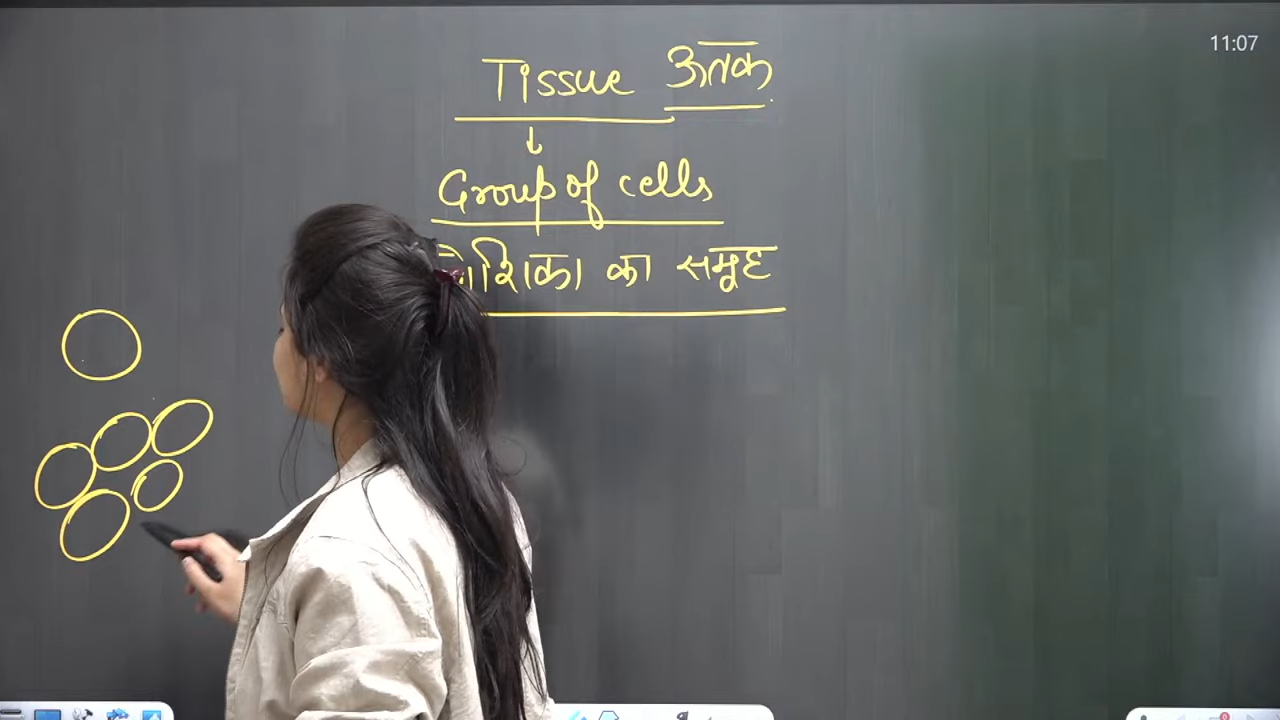 11:07
Tissue ऊतक
Group of cells
का समूह